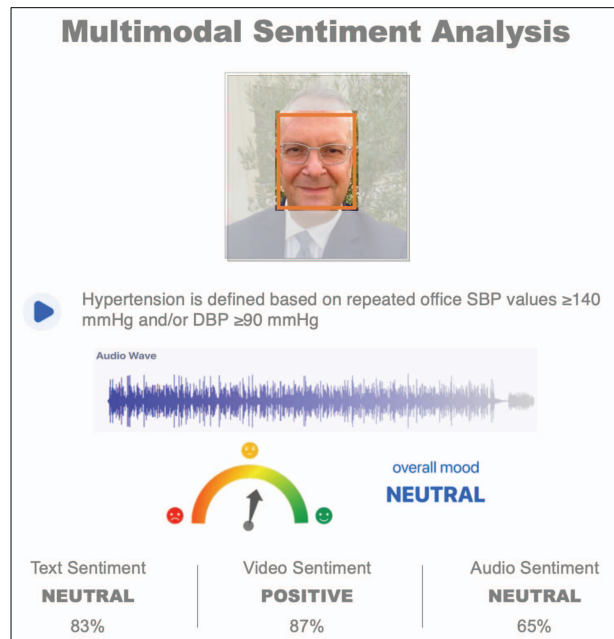 Multimodal Sentiment Analysis
Hypertension is defined based on repeated office SBP values ≥140
mmHg and/or DBP ≥90 mmHg
Audio Wave
overall mood
NEUTRAL
Text Sentiment
NEUTRAL
83%
Video Sentiment
POSITIVE
87%
Audio Sentiment
NEUTRAL
65%